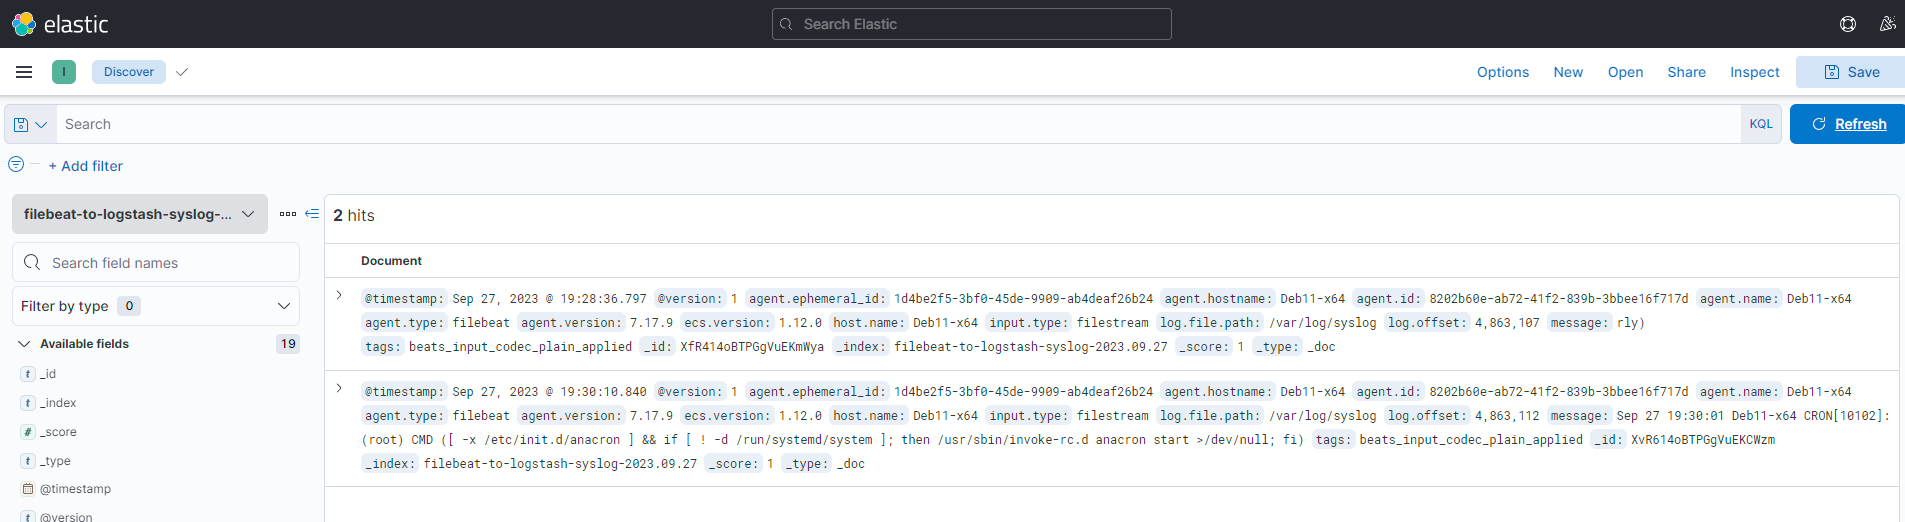 elastic
Search Elastic
I
Discover
Options New Open Share Inspect Save
Search
KQL
Refresh
+ Add filter
filebeat-to-logstash-syslog-...
2 hits
Search field names
Document
Filter by type 0
@timestamp: Sep 27, 2023 @ 19:28:36.797 @version: 1 agent.ephemeral_id: 1d4be2f5-3bf0-45de-9909-ab4deaf26b24 agent.hostname: Deb11-x64 agent.id: 8202b60e-ab72-41f2-839b-3bbee16f717d agent.name: Deb11-x64
agent.type: filebeat agent.version: 7.17.9 ecs.version: 1.12.0 host.name: Deb11-x64 input.type: filestream log.file.path: /var/log/syslog log.offset: 4,863,107 message: rly)
tags: beats_input_codec_plain_applied _id: XfR414oBTPGgVuEKmWya _index: filebeat-to-logstash-syslog-2023.09.27 _score: 1 _type: _doc
Available fields 19
t _id
t _index
# _score
t _type
@timestamp
t @version
@timestamp: Sep 27, 2023 @ 19:30:10.840 @version: 1 agent.ephemeral_id: 1d4be2f5-3bf0-45de-9909-ab4deaf26b24 agent.hostname: Deb11-x64 agent.id: 8202b60e-ab72-41f2-839b-3bbee16f717d agent.name: Deb11-x64
agent.type: filebeat agent.version: 7.17.9 ecs.version: 1.12.0 host.name: Deb11-x64 input.type: filestream log.file.path: /var/log/syslog log.offset: 4,863,112 message: Sep 27 19:30:01 Deb11-x64 CRON[10102]:
(root) CMD ([ -x /etc/init.d/anacron ] && if [ ! -d /run/systemd/system ]; then /usr/sbin/invoke-rc.d anacron start >/dev/null; fi) tags: beats_input_codec_plain_applied _id: XvR614oBTPGgVuEKCWzm
_index: filebeat-to-logstash-syslog-2023.09.27 _score: 1 _type: _doc